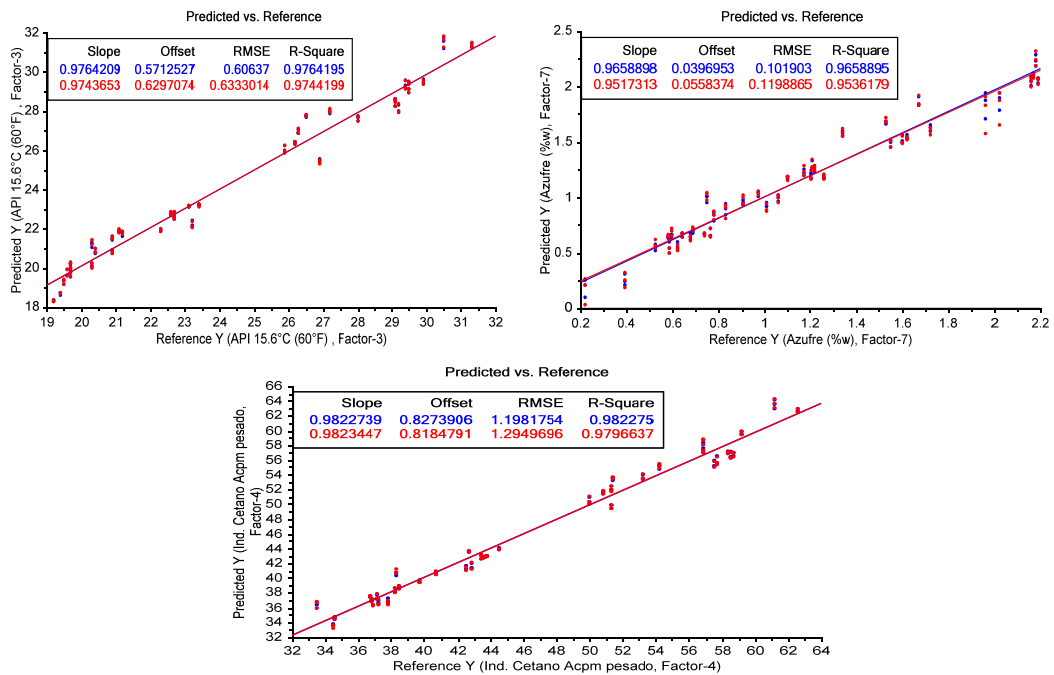 Predicted vs. Reference
Slope Offset RMSE R-Square
0.9764209 0.5712527 0.60637 0.9764195
0.9743653 0.6297074 0.6333014 0.9744199
Predicted Y (API 15.6°C (60°F) , Factor-3)
32
30
28
26
24
22
20
18
19 20 21 22 23 24 25 26 27 28 29 30 31 32
Reference Y (API 15.6°C (60°F) , Factor-3)
Predicted vs. Reference
Slope Offset RMSE R-Square
0.9658898 0.0396953 0.101903 0.9658895
0.9517313 0.0558374 0.1198865 0.9536179
Predicted Y (Azufre (%w), Factor-7)
2.5
2
1.5
1
0.5
0
0.2 0.4 0.6 0.8 1 1.2 1.4 1.6 1.8 2 2.2
Reference Y (Azufre (%w), Factor-7)
Predicted vs. Reference
Slope Offset RMSE R-Square
0.9822739 0.8273906 1.1981754 0.982275
0.9823447 0.8184791 1.2949696 0.9796637
Predicted Y (Ind. Cetano Acpm pesado,
Factor-4)
66
64
62
60
58
56
54
52
50
48
46
44
42
40
38
36
34
32
32 34 36 38 40 42 44 46 48 50 52 54 56 58 60 62 64
Reference Y (Ind. Cetano Acpm pesado, Factor-4)